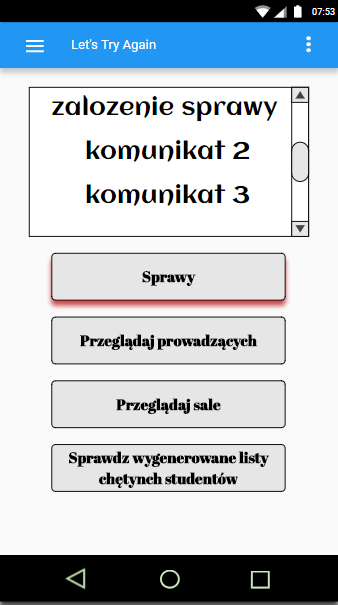 07:53
Let's Try Again
zalozenie sprawy
komunikat 2
komunikat 3
Sprawy
Przeglądaj prowadzących
Przeglądaj sale
Sprawdz wygenerowane listy
chętynch studentów